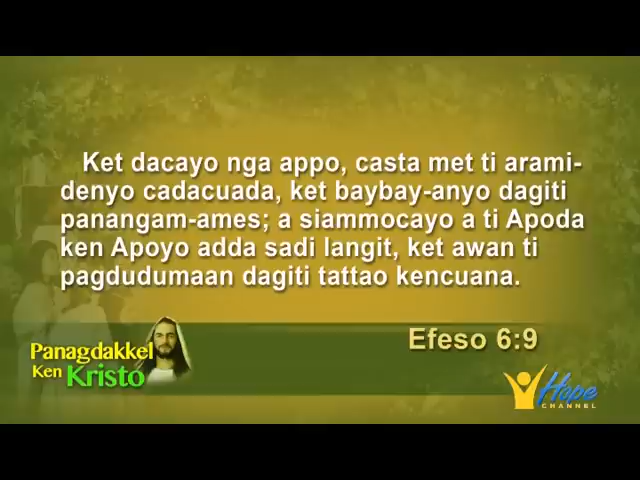 Ket dacayo nga appo, casta met ti arami-
denyo cadacuada, ket baybay-anyo dagiti
panangam-ames; a siammocayo a ti Apoda
ken Apoyo adda sadi langit, ket awan ti
pagdudumaan dagiti tattao kencuana.
Efeso 6:9
Panagdakkel
Ken Kristo
Hope
CHANNEL